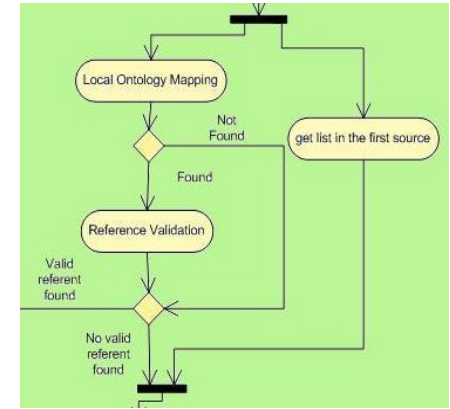 Local Ontology Mapping
Not
Found
get list in the first source
Found
Reference Validation
Valid
referent
found
No valid
referent
found